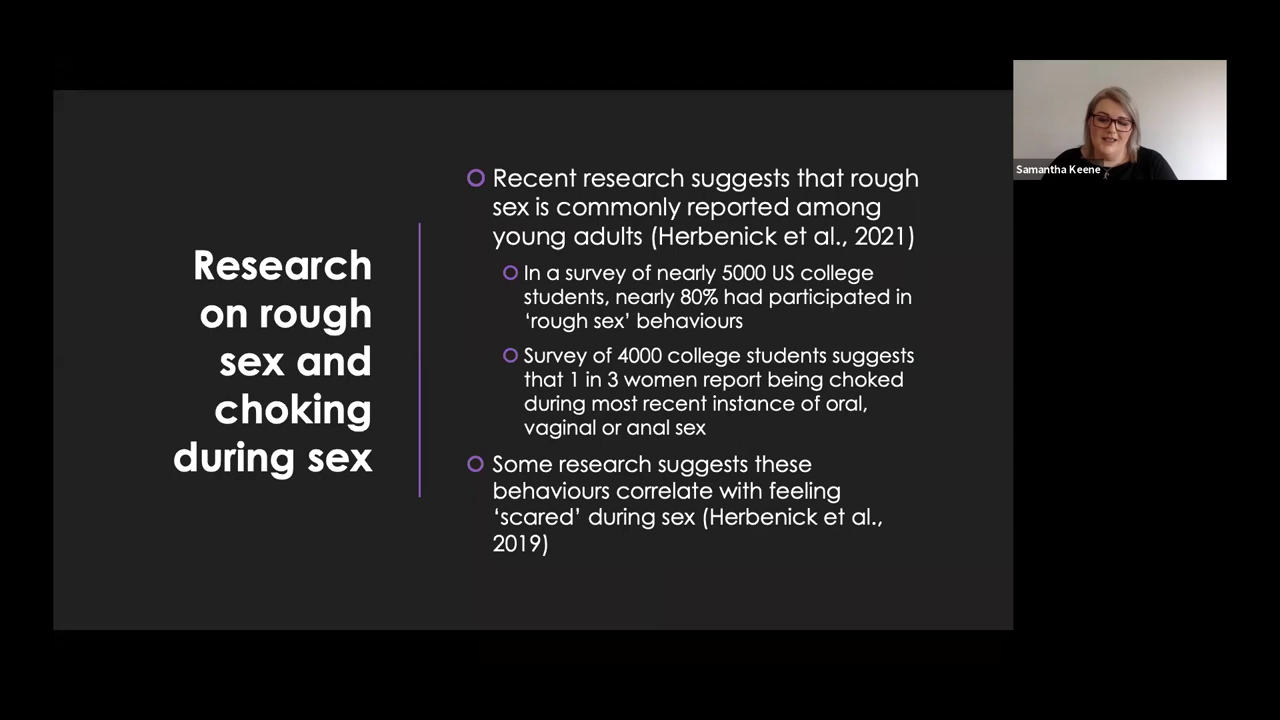 Research
on rough
sex and
choking
during sex
Recent research suggests that rough
sex is commonly reported among
young adults (Herbenick et al., 2021)
In a survey of nearly 5000 US college
students, nearly 80% had participated in
‘rough sex’ behaviours
Survey of 4000 college students suggests
that 1 in 3 women report being choked
during most recent instance of oral,
vaginal or anal sex
Some research suggests these
behaviours correlate with feeling
‘scared’ during sex (Herbenick et al.,
2019)
Samantha Keene